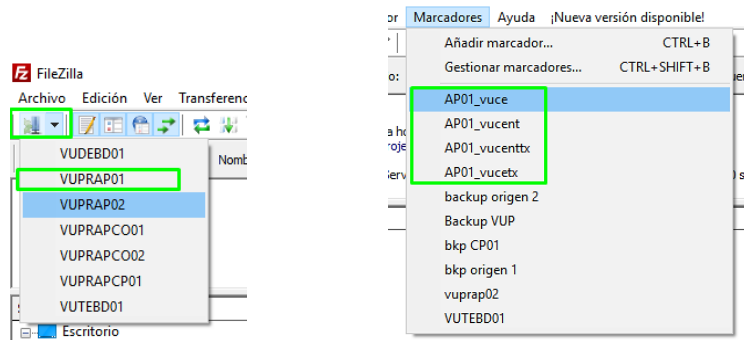 FileZilla
Archivo Edición Ver
VUDEBD01
VUPRAP01
VUPRAP02
VUPRAPCO01
VUPRAPCO02
VUPRAPCP01
VUTEBD01
Escritorio
Marcadores Ayuda ¡Nueva versión disponible!
Añadir marcador... CTRL+B
Gestionar marcadores... CTRL+SHIFT+B
AP01_vuce
AP01_vucent
AP01_vucenttx
AP01_vucetx
backup origen 2
Backup VUP
bkp CP01
bkp origen 1
vuprap02
VUTEBD01